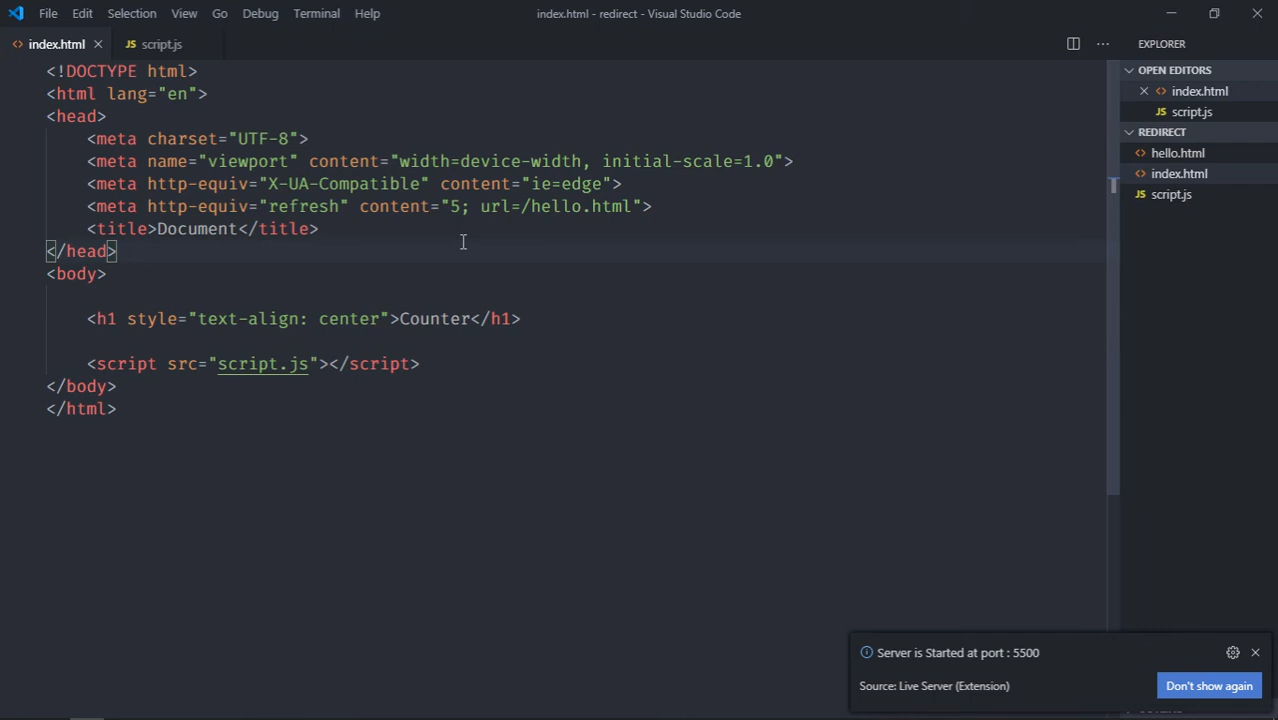 File Edit Selection View Go Debug Terminal Help
index.html - redirect - Visual Studio Code
index.html
JS script.js
EXPLORER
<!DOCTYPE html>
<html lang="en">
<head>
<meta charset="UTF-8">
<meta name="viewport" content="width=device-width, initial-scale=1.0">
<meta http-equiv="X-UA-Compatible" content="ie=edge">
<meta http-equiv="refresh" content="5; url=/hello.html">
<title>Document</title>
</head>
<body>
<h1 style="text-align: center">Counter</h1>
<script src="script.js"></script>
</body>
</html>
OPEN EDITORS
index.html
JS script.js
REDIRECT
hello.html
index.html
JS script.js
Server is Started at port : 5500
Source: Live Server (Extension)
Don't show again